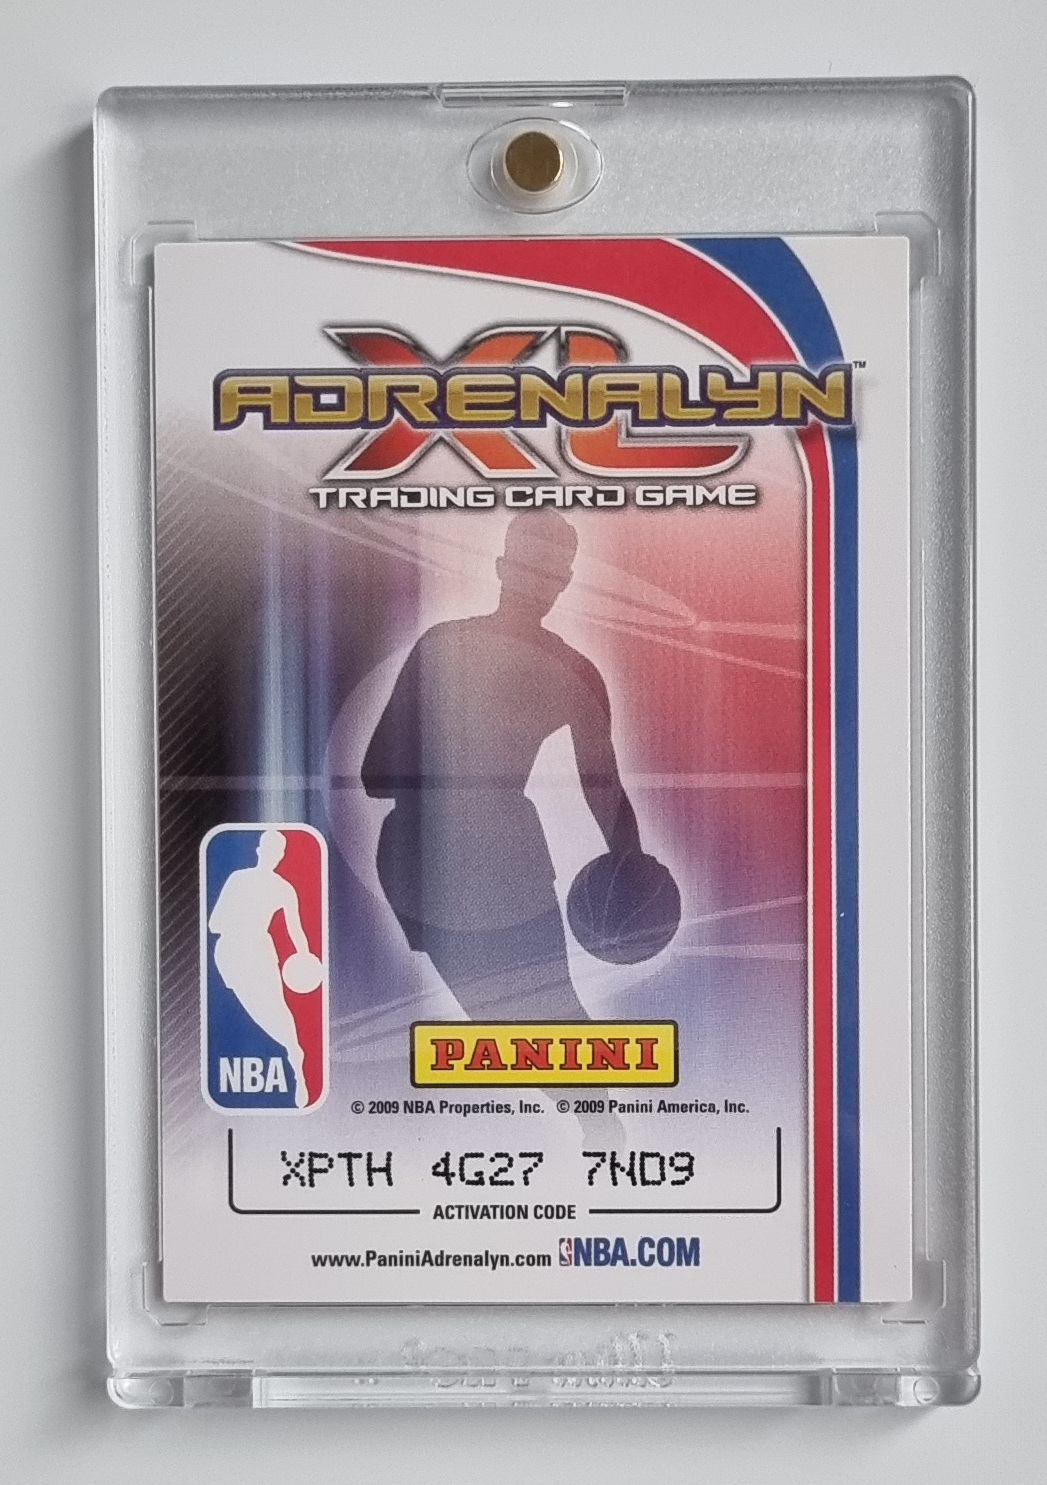 XL
ADRENALYN™
TRADING CARD GAME
NBA
PANINI
© 2009 NBA Properties, Inc. © 2009 Panini America, Inc.
XPTH 4G27 7ND9
ACTIVATION CODE
www.PaniniAdrenalyn.com NBA.COM